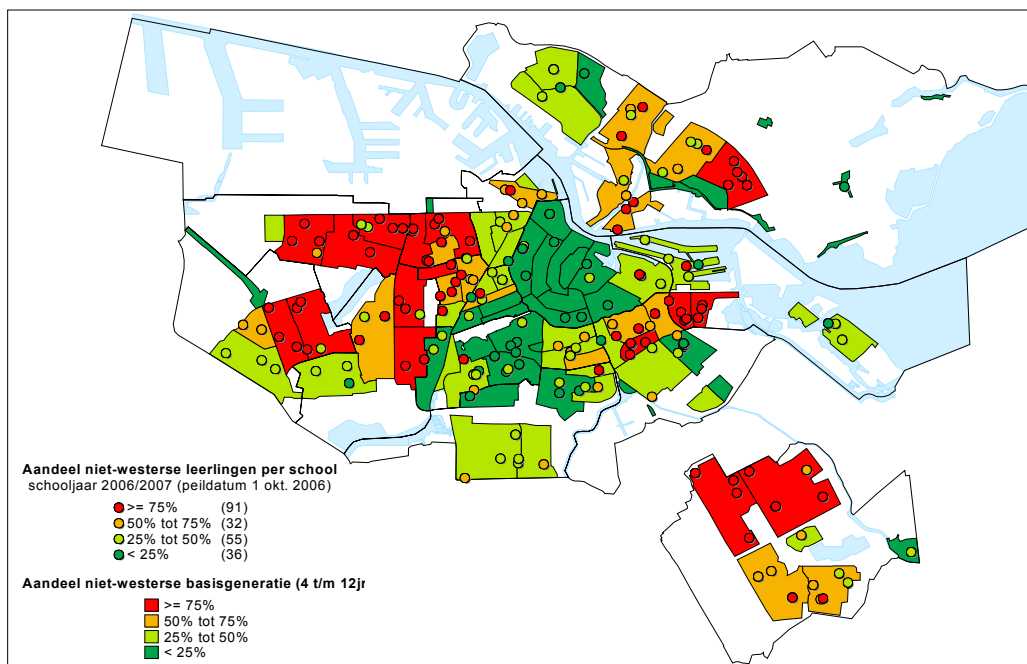 Aandeel niet-westerse leerlingen per school
schooljaar 2006/2007 (peildatum 1 okt. 2006)
>= 75% (91)
50% tot 75% (32)
25% tot 50% (55)
< 25% (36)
Aandeel niet-westerse basisgeneratie (4 t/m 12jr
>= 75%
50% tot 75%
25% tot 50%
< 25%